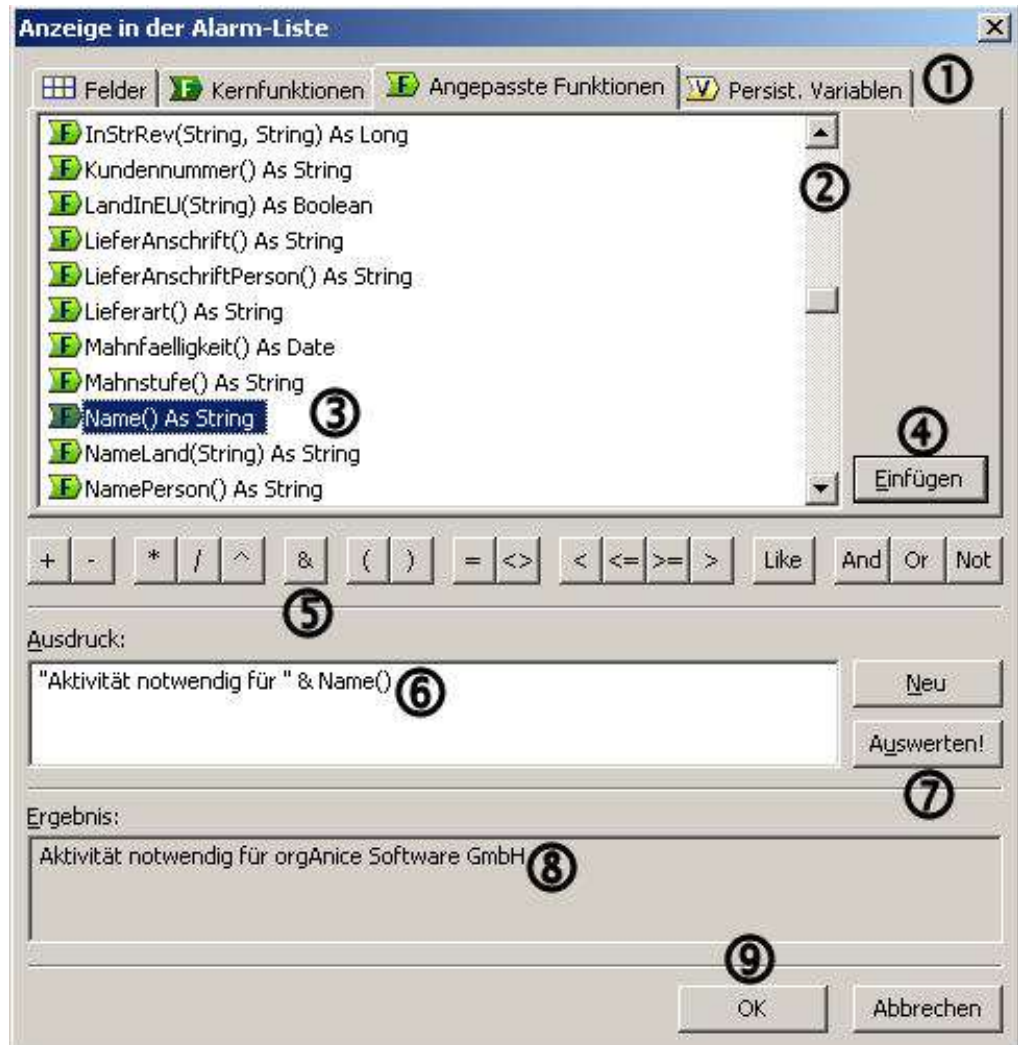 Anzeige in der Alarm-Liste
Felder Kernfunktionen Angepasste Funktionen Persist. Variablen ①
InStrRev(String, String) As Long
Kundennummer() As String ②
LandInEU(String) As Boolean
LieferAnschrift() As String
LieferAnschriftPerson() As String
Lieferart() As String
Mahnfaelligkeit() As Date
Mahnstufe() As String
Name() As String ③
NameLand(String) As String ④
NamePerson() As String Einfügen
+ - * / ^ & ( ) = <> < <= >= > Like And Or Not
⑤
Ausdruck:
"Aktivität notwendig für " & Name() ⑥
Neu
Auswerten!
⑦
Ergebnis:
Aktivität notwendig für orgAnice Software GmbH ⑧
⑨
OK Abbrechen